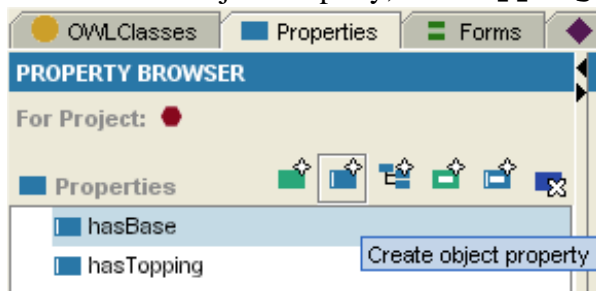 OWLClasses Properties Forms
PROPERTY BROWSER
For Project:
Properties
hasBase
Create object property
hasTopping